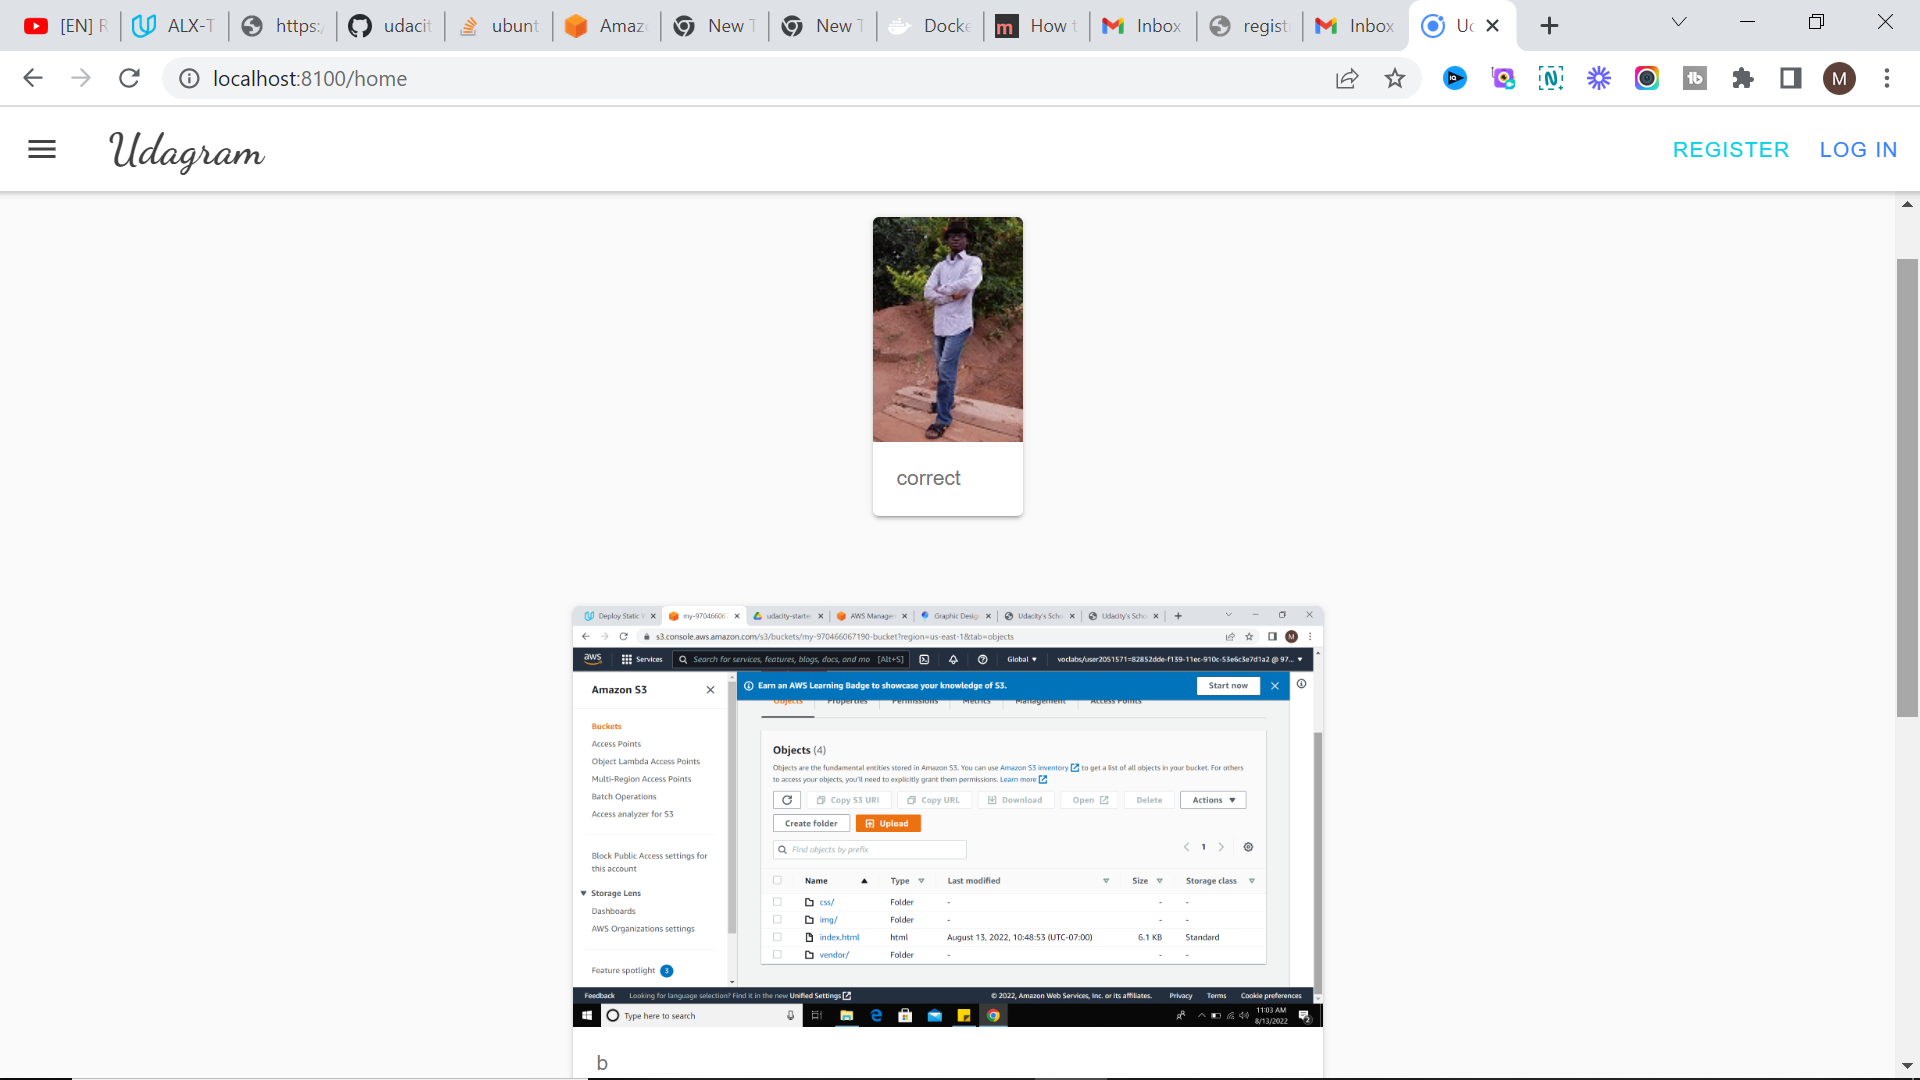 [EN] R
ALX-T
https:/
udacit
ubunt
Amaz
New T
New T
Docke
How t
Inbox
regist
Inbox
Uc
localhost:8100/home
M
Udagram
REGISTER
LOG IN
correct
Deploy Static
my-970466067
udacity-starte
AWS Manage
Graphic Desig
Udacity's Scho
Udacity's Scho
s3.console.aws.amazon.com/s3/buckets/my-970466067190-bucket?region=us-east-1&tab=objects
M
aws
Services
Search for services, features, blogs, docs, and mo
[Alt+S]
Global
voclabs/user2051571=82852dde-f139-11ec-910c-53e6c3e7d1a2 @ 97...
Amazon S3
Earn an AWS Learning Badge to showcase your knowledge of S3.
Start now
Objects
Properties
Permissions
Metrics
Management
Access Points
Buckets
Access Points
Object Lambda Access Points
Multi-Region Access Points
Batch Operations
Access analyzer for S3
Block Public Access settings for
this account
Storage Lens
Dashboards
AWS Organizations settings
Feature spotlight 3
Objects (4)
Objects are the fundamental entities stored in Amazon S3. You can use Amazon S3 inventory to get a list of all objects in your bucket. For others
to access your objects, you'll need to explicitly grant them permissions. Learn more
Copy S3 URI
Copy URL
Download
Open
Delete
Actions
Create folder
Upload
Find objects by prefix
1
Name Type Last modified Size Storage class
css/ Folder - - -
img/ Folder - - -
index.html html August 13, 2022, 10:48:53 (UTC-07:00) 6.1 KB Standard
vendor/ Folder - - -
Feedback
Looking for language selection? Find it in the new Unified Settings
© 2022, Amazon Web Services, Inc. or its affiliates.
Privacy
Terms
Cookie preferences
Type here to search
11:03 AM
8/13/2022
2
b